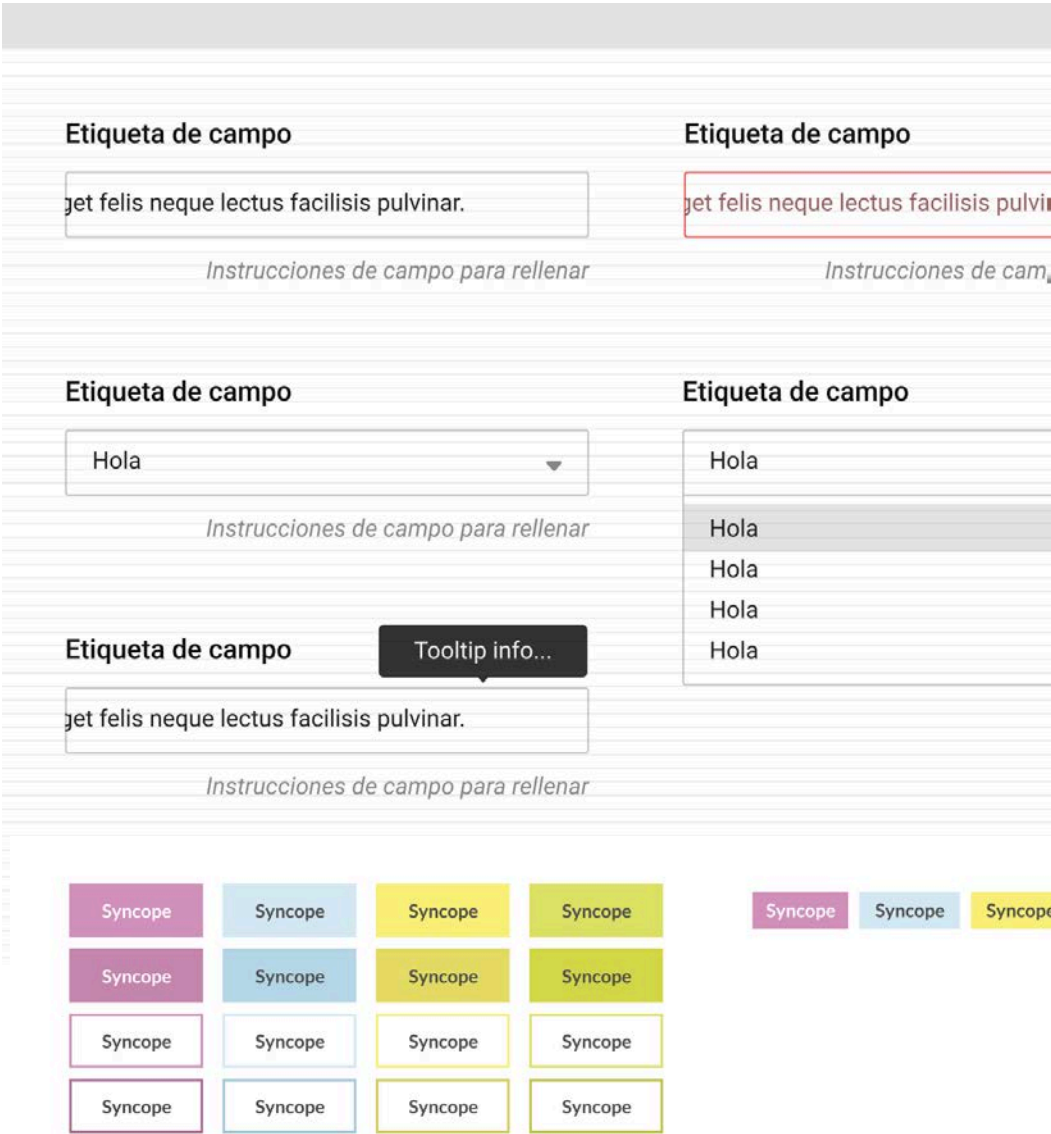 Etiqueta de campo
get felis neque lectus facilisis pulvinar.
Instrucciones de campo para rellenar
Etiqueta de campo
get felis neque lectus facilisis
Instrucciones de
Etiqueta de campo
Hola
Instrucciones de campo para rellenar
Etiqueta de campo
Hola
Hola
Hola
Hola
Hola
Etiqueta de campo
Tooltip info...
get felis neque lectus facilisis pulvinar.
Instrucciones de campo para rellenar
Syncope Syncope Syncope Syncope
Syncope Syncope Syncope Syncope
Syncope Syncope Syncope Syncope
Syncope Syncope Syncope Syncope
Syncope Syncope Syncope